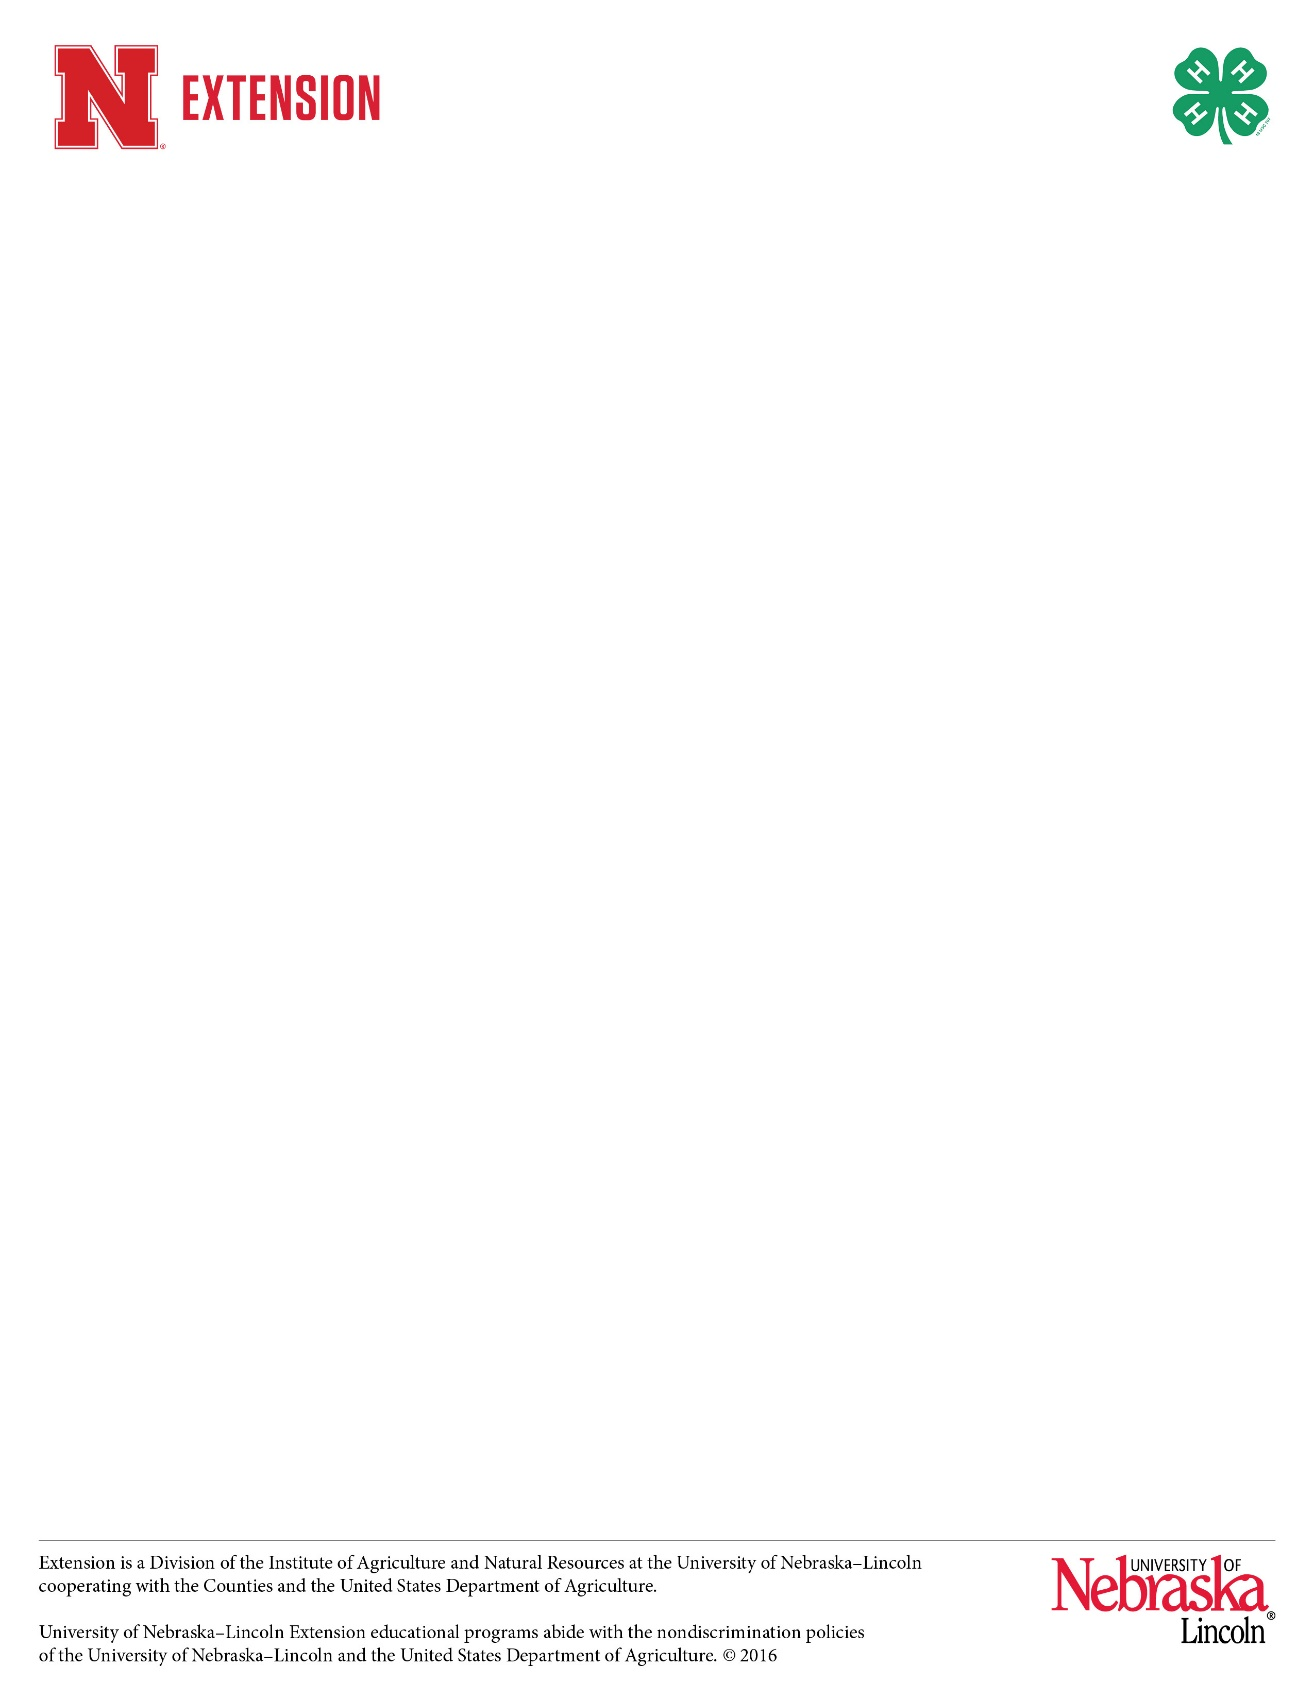 N® EXTENSION
H H
H H
Extension is a Division of the Institute of Agriculture and Natural Resources at the University of Nebraska–Lincoln
cooperating with the Counties and the United States Department of Agriculture.
University of Nebraska–Lincoln Extension educational programs abide with the nondiscrimination policies
of the University of Nebraska–Lincoln and the United States Department of Agriculture. © 2016
UNIVERSITY OF
Nebraska
Lincoln®